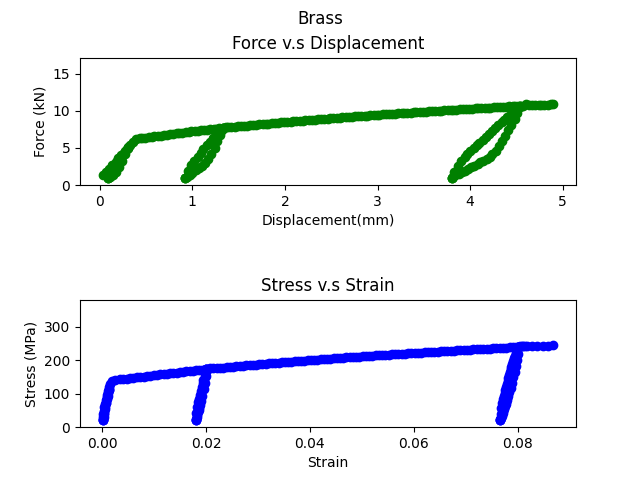 Brass
Force v.s Displacement
Force (kN)
15
10
5
0
0 1 2 3 4 5
Displacement(mm)
Stress v.s Strain
Stress (MPa)
300
200
100
0
0.00 0.02 0.04 0.06 0.08
Strain